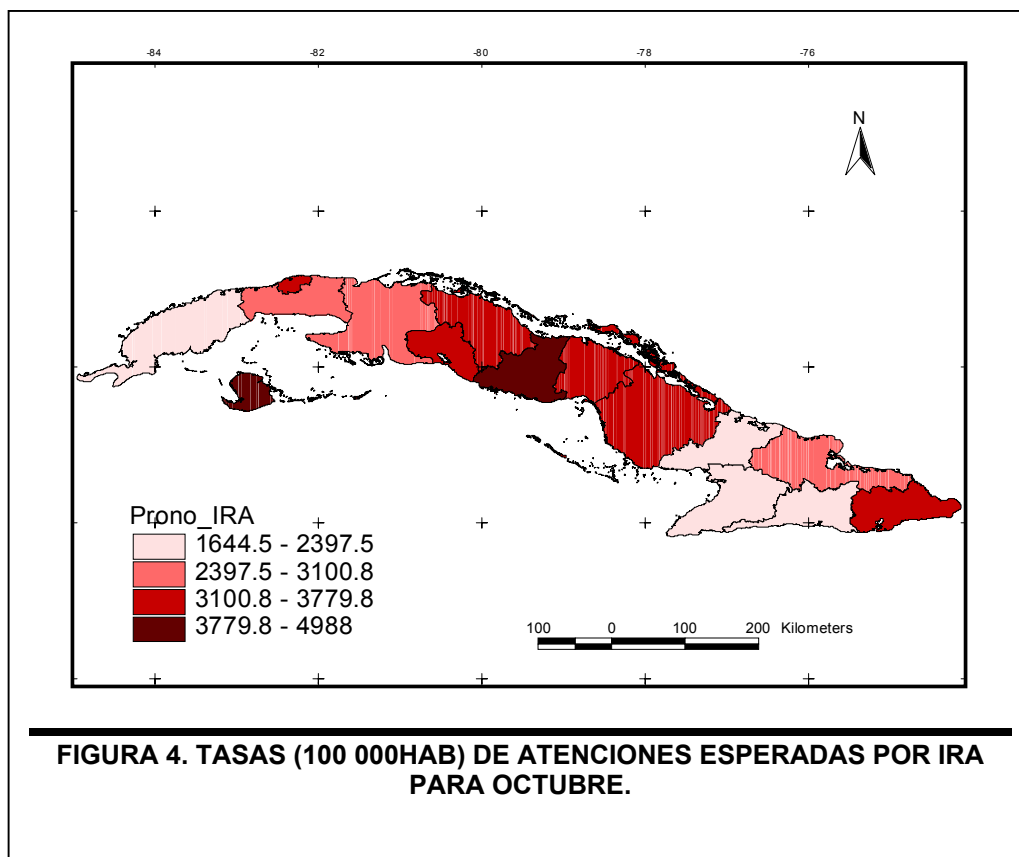 -84 -82 -80 -78 -76
N
Prono_IRA
1644.5 - 2397.5
2397.5 - 3100.8
3100.8 - 3779.8
3779.8 - 4988
100 0 100 200 Kilometers
FIGURA 4. TASAS (100 000HAB) DE ATENCIONES ESPERADAS POR IRA
PARA OCTUBRE.